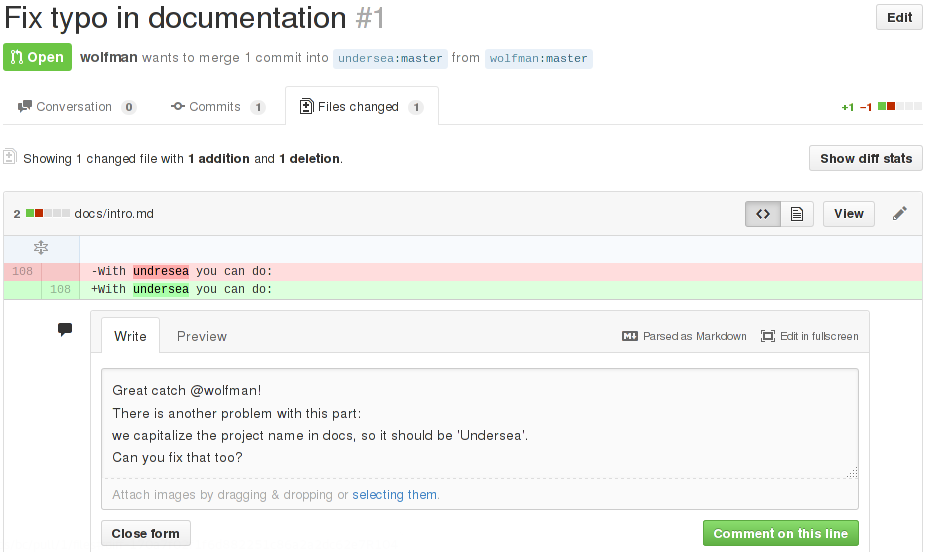 Fix typo in documentation #1
Edit
Open wolfman wants to merge 1 commit into undersea:master from wolfman:master
Conversation 0 Commits 1 Files changed 1 +1 −1
Showing 1 changed file with 1 addition and 1 deletion. Show diff stats
2 docs/intro.md View
108 -With undresea you can do:
108 +With undersea you can do:
Write Preview Parsed as Markdown Edit in fullscreen
Great catch @wolfman!
There is another problem with this part:
we capitalize the project name in docs, so it should be 'Undersea'.
Can you fix that too?
Attach images by dragging & dropping or selecting them.
Close form Comment on this line